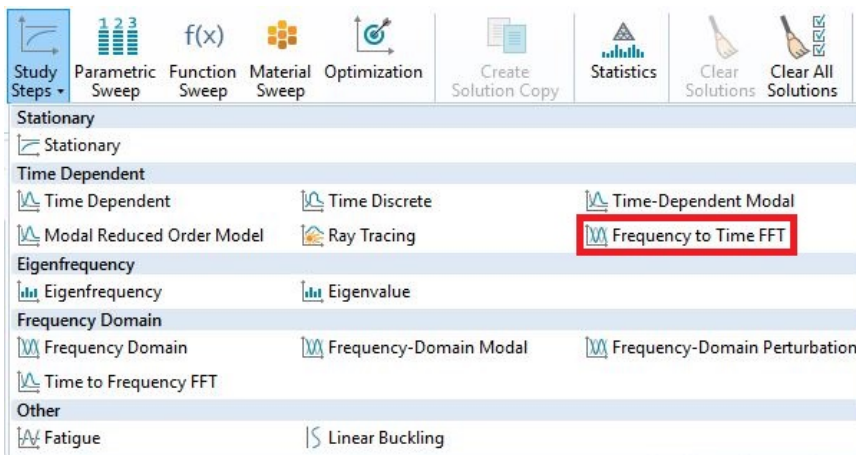 1 2 3
f(x)
Study Steps
Parametric Sweep
Function Sweep
Material Sweep
Optimization
Create Solution Copy
Statistics
Clear Solutions
Clear All Solutions
Stationary
Stationary
Time Dependent
Time Dependent
Time Discrete
Time-Dependent Modal
Modal Reduced Order Model
Ray Tracing
Frequency to Time FFT
Eigenfrequency
Eigenfrequency
Eigenvalue
Frequency Domain
Frequency Domain
Frequency-Domain Modal
Frequency-Domain Perturbation
Time to Frequency FFT
Other
Fatigue
Linear Buckling